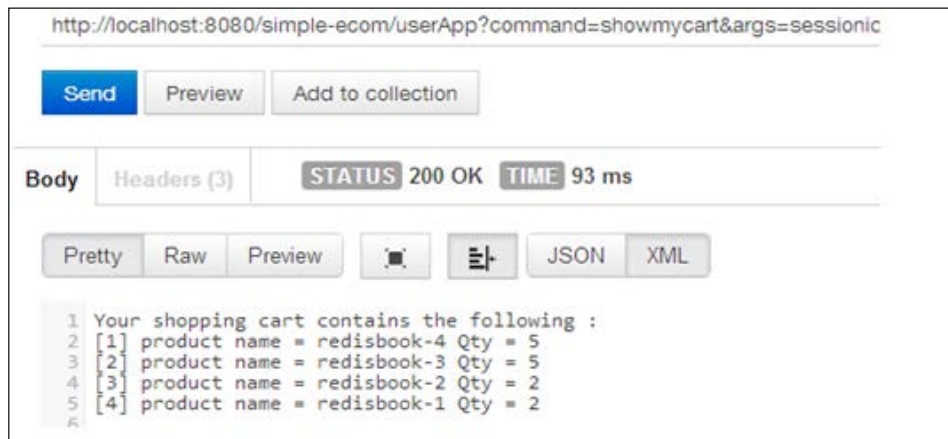 http://localhost:8080/simple-ecom/userApp?command=showmycart&args=sessionid
Send Preview Add to collection
Body Headers (3) STATUS 200 OK TIME 93 ms
Pretty Raw Preview JSON XML
1 Your shopping cart contains the following :
2 [1] product name = redisbook-4 Qty = 5
3 [2] product name = redisbook-3 Qty = 5
4 [3] product name = redisbook-2 Qty = 2
5 [4] product name = redisbook-1 Qty = 2
6